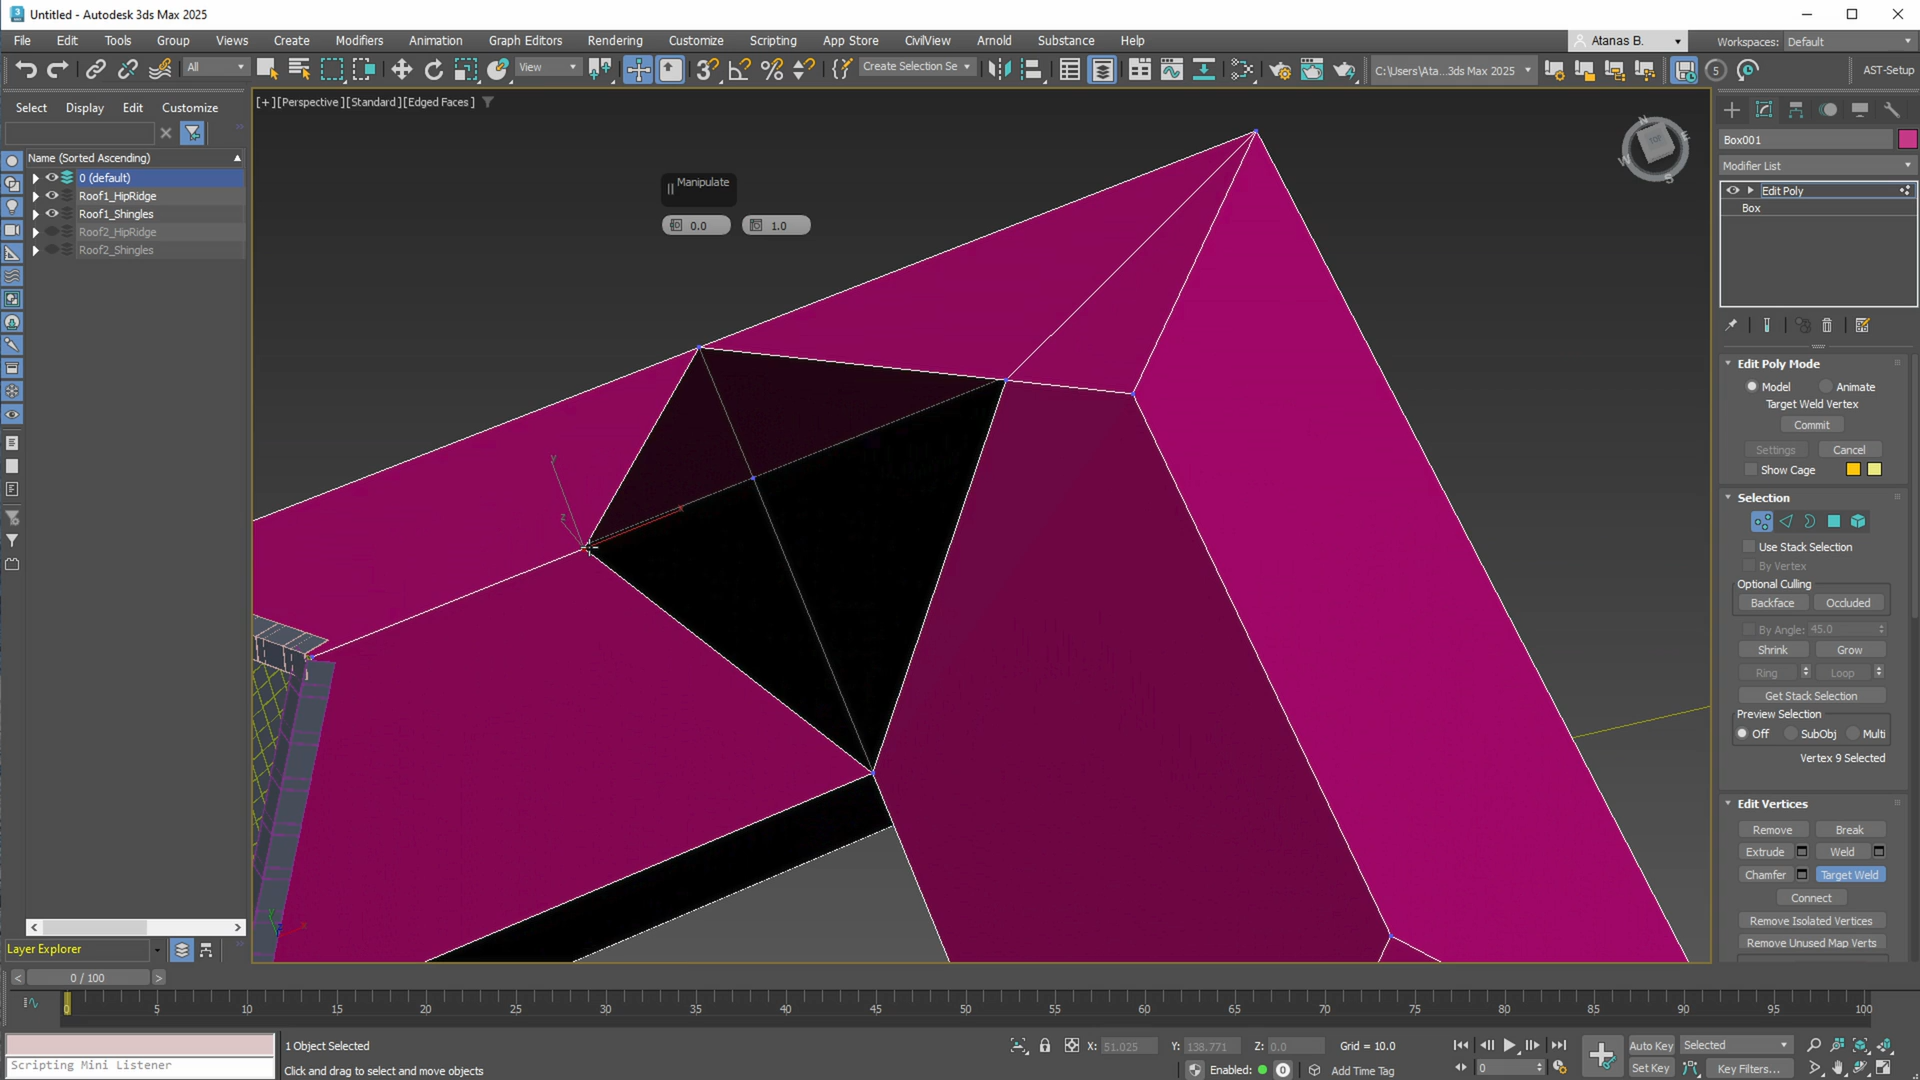 Untitled - Autodesk 3ds Max 2025
File Edit Tools Group Views Create Modifiers Animation Graph Editors Rendering Customize Scripting App Store CivilView Arnold Substance Help
Atanas B.
Workspaces: Default
All
View
Create Selection Se
C:\Users\Ata...3ds Max 2025
AST-Setup
Select Display Edit Customize
[+][Perspective][Standard][Edged Faces]
Name (Sorted Ascending)
0 (default)
Roof1_HipRidge
Roof1_Shingles
Roof2_HipRidge
Roof2_Shingles
Manipulate
0.0
1.0
TOP
N
E
S
W
y
z
x
Box001
Modifier List
Edit Poly
Box
Edit Poly Mode
Model Animate
Target Weld Vertex
Commit
Settings Cancel
Show Cage
Selection
Use Stack Selection
By Vertex
Optional Culling
Backface Occluded
By Angle: 45.0
Shrink Grow
Ring Loop
Get Stack Selection
Preview Selection
Off SubObj Multi
Vertex 9 Selected
Edit Vertices
Remove Break
Extrude Weld
Chamfer Target Weld
Connect
Remove Isolated Vertices
Remove Unused Map Verts
Layer Explorer
< 0 / 100 >
0 5 10 15 20 25 30 35 40 45 50 55 60 65 70 75 80 85 90 95 100
Scripting Mini Listener
1 Object Selected
Click and drag to select and move objects
X: 51.025 Y: 138.771 Z: 0.0 Grid = 10.0
Enabled: 0 Add Time Tag
0
Auto Key Selected
Set Key Key Filters...